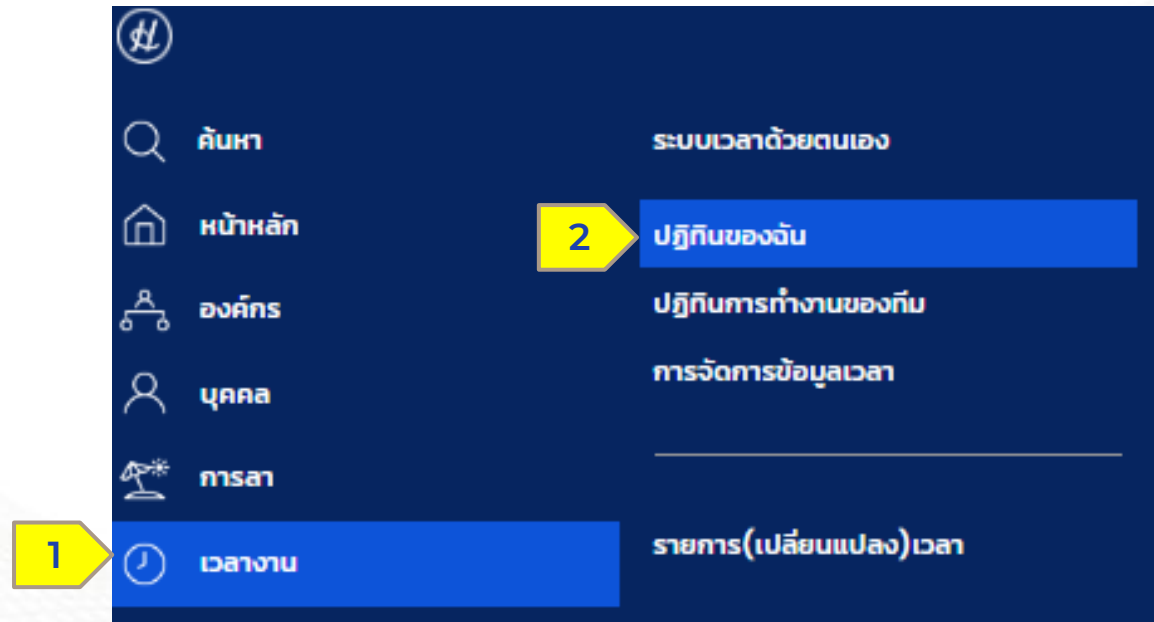 ค้นหา
หน้าหลัก
องค์กร
บุคคล
การลา
1
เวลางาน
ระบบเวลาด้วยตนเอง
2
ปฏิทินของฉัน
ปฏิทินการทำงานของทีม
การจัดการข้อมูลเวลา
รายการ(เปลี่ยนแปลง)เวลา